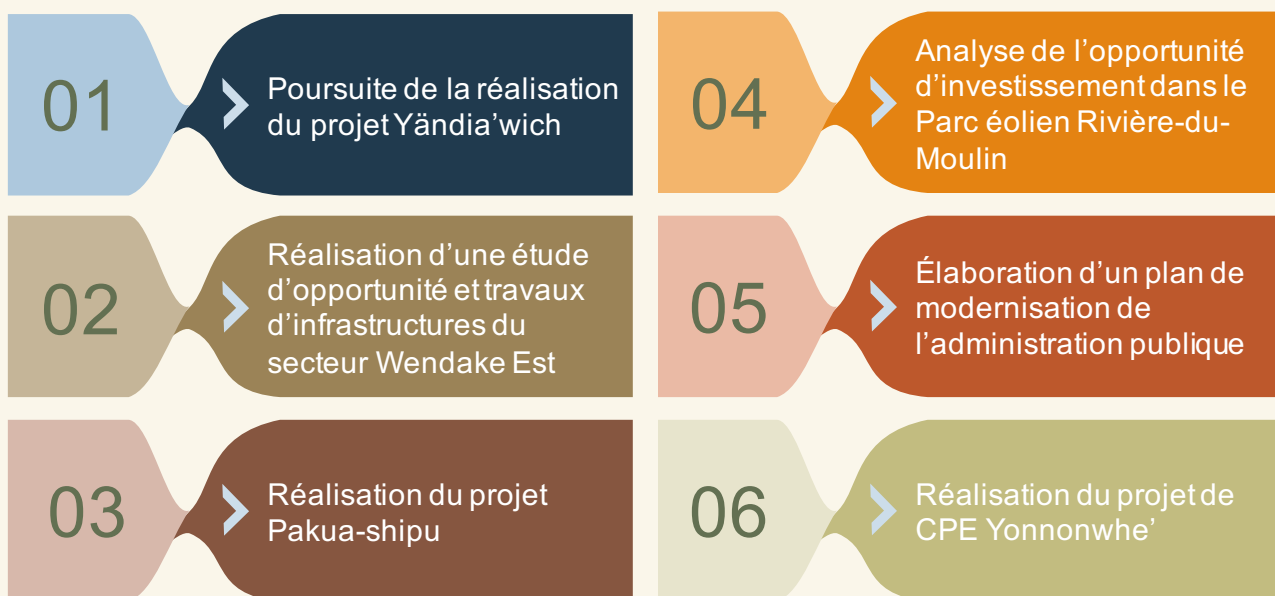 01
Poursuite de la réalisation
du projet Yändia’wich
02
Réalisation d’une étude
d’opportunité et travaux
d’infrastructures du
secteur Wendake Est
03
Réalisation du projet
Pakua-shipu
04
Analyse de l’opportunité
d’investissement dans le
Parc éolien Rivière-du-
Moulin
05
Élaboration d’un plan de
modernisation de
l’administration publique
06
Réalisation du projet de
CPE Yonnonwhe’